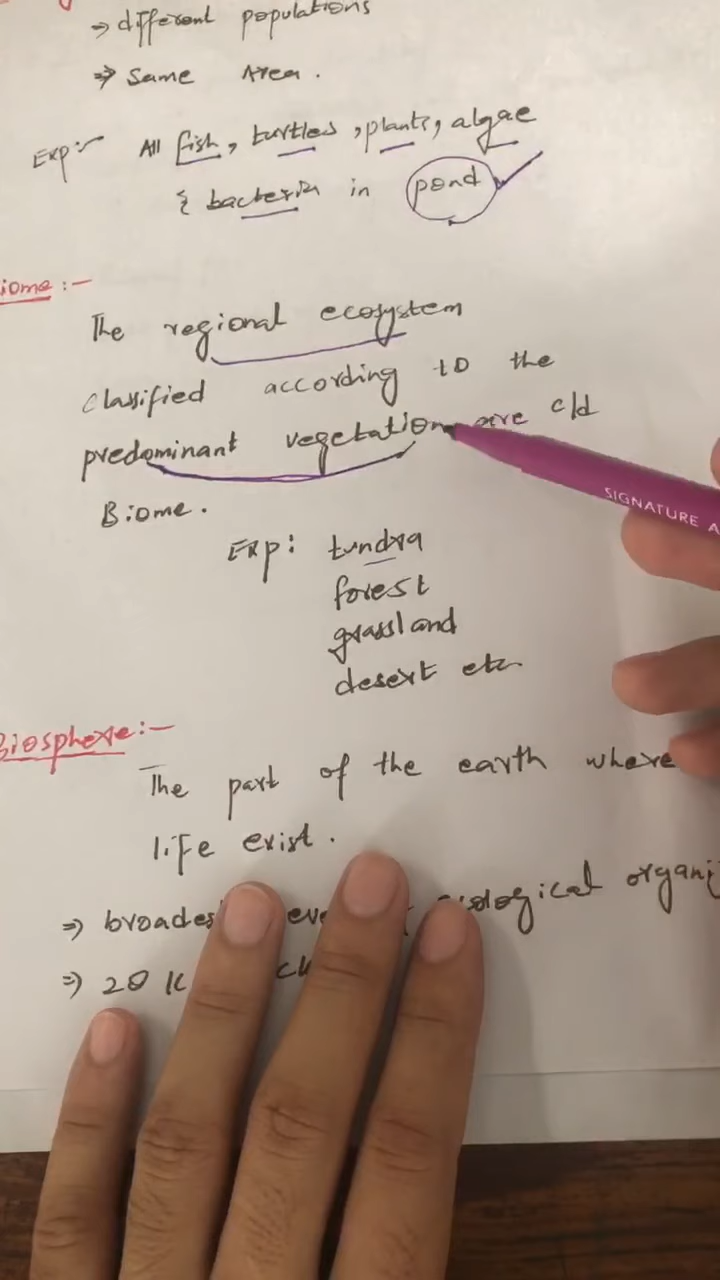 → different populations
⇒ Same Area.
Exp:- All fish, turtles, plants, algae
& bacteria in pond
iome:-
The regional ecosystem
classified according to the
predominant vegetation are c/d
Biome.
Exp: tundra
forest
grassland
desert etc
Biosphere:-
The part of the earth where
life exist.
⇒ broades eve ological organi
⇒ 20 K
SIGNATURE A